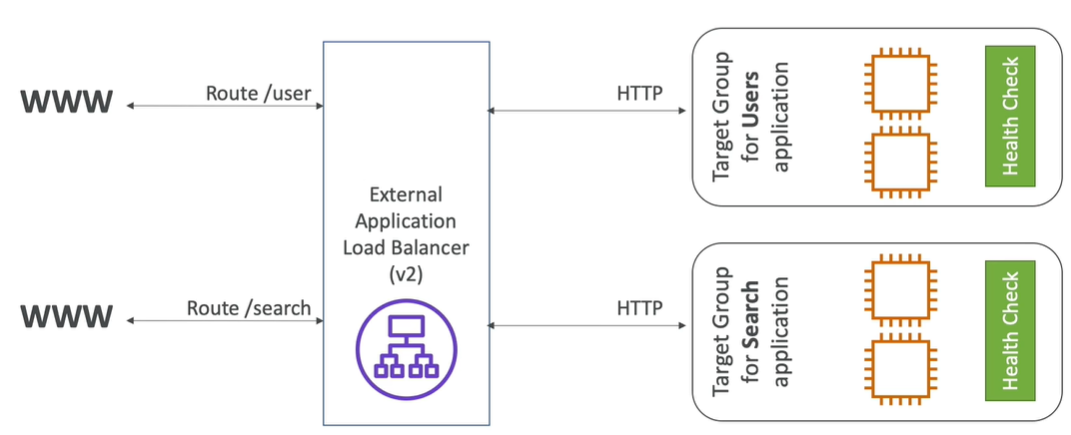 WWW
Route /user
HTTP
Target Group
for Users
application
Health Check
External
Application
Load Balancer
(v2)
WWW
Route /search
HTTP
Target Group
for Search
application
Health Check